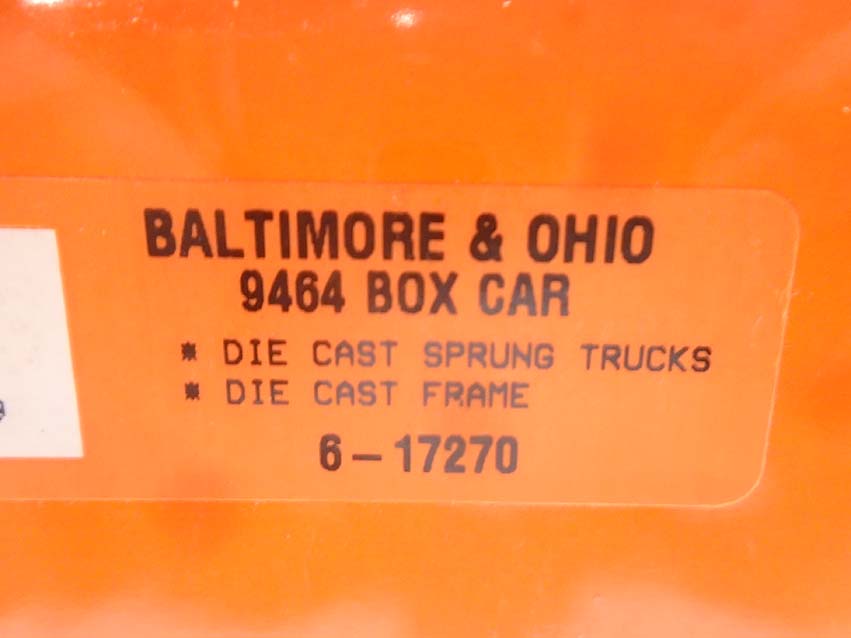 BALTIMORE & OHIO
9464 BOX CAR
* DIE CAST SPRUNG TRUCKS
* DIE CAST FRAME
6-17270